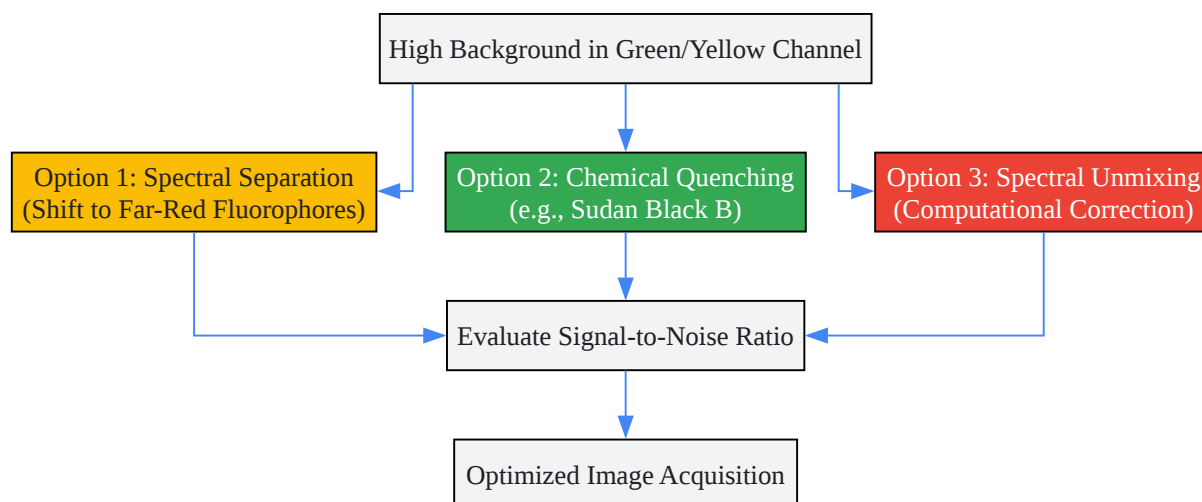 High Background in Green/Yellow Channel
Option 1: Spectral Separation
(Shift to Far-Red Fluorophores)
Option 2: Chemical Quenching
(e.g., Sudan Black B)
Option 3: Spectral Unmixing
(Computational Correction)
Evaluate Signal-to-Noise Ratio
Optimized Image Acquisition